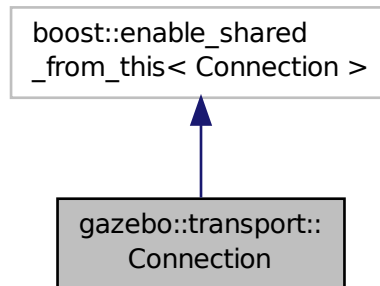 boost::enable_shared
_from_this< Connection >
gazebo::transport::
Connection